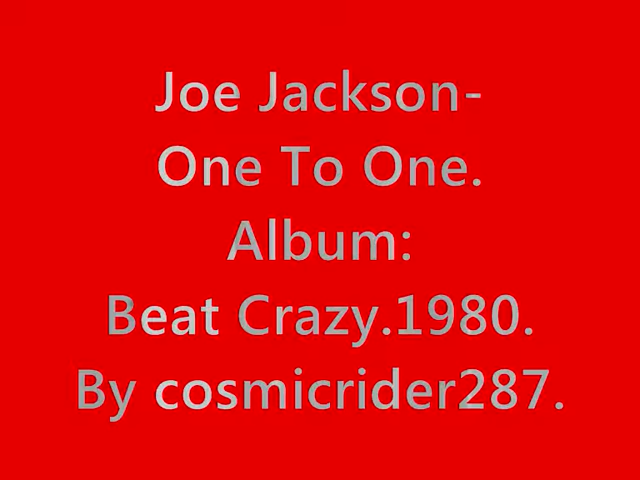 Joe Jackson-
One To One.
Album:
Beat Crazy.1980.
By cosmicrider287.